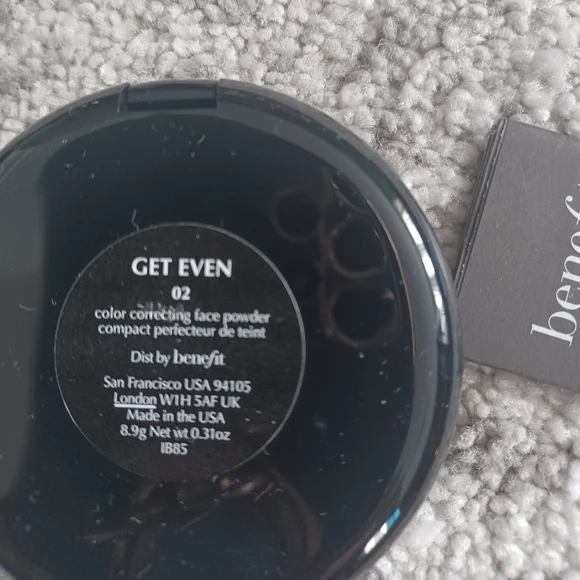 GET EVEN
02
color correcting face powder
compact perfecteur de teint
Dist by benefit
San Francisco USA 94105
London W1H 5AF UK
Made in the USA
8.9g Net wt 0.31oz
IB85
benef